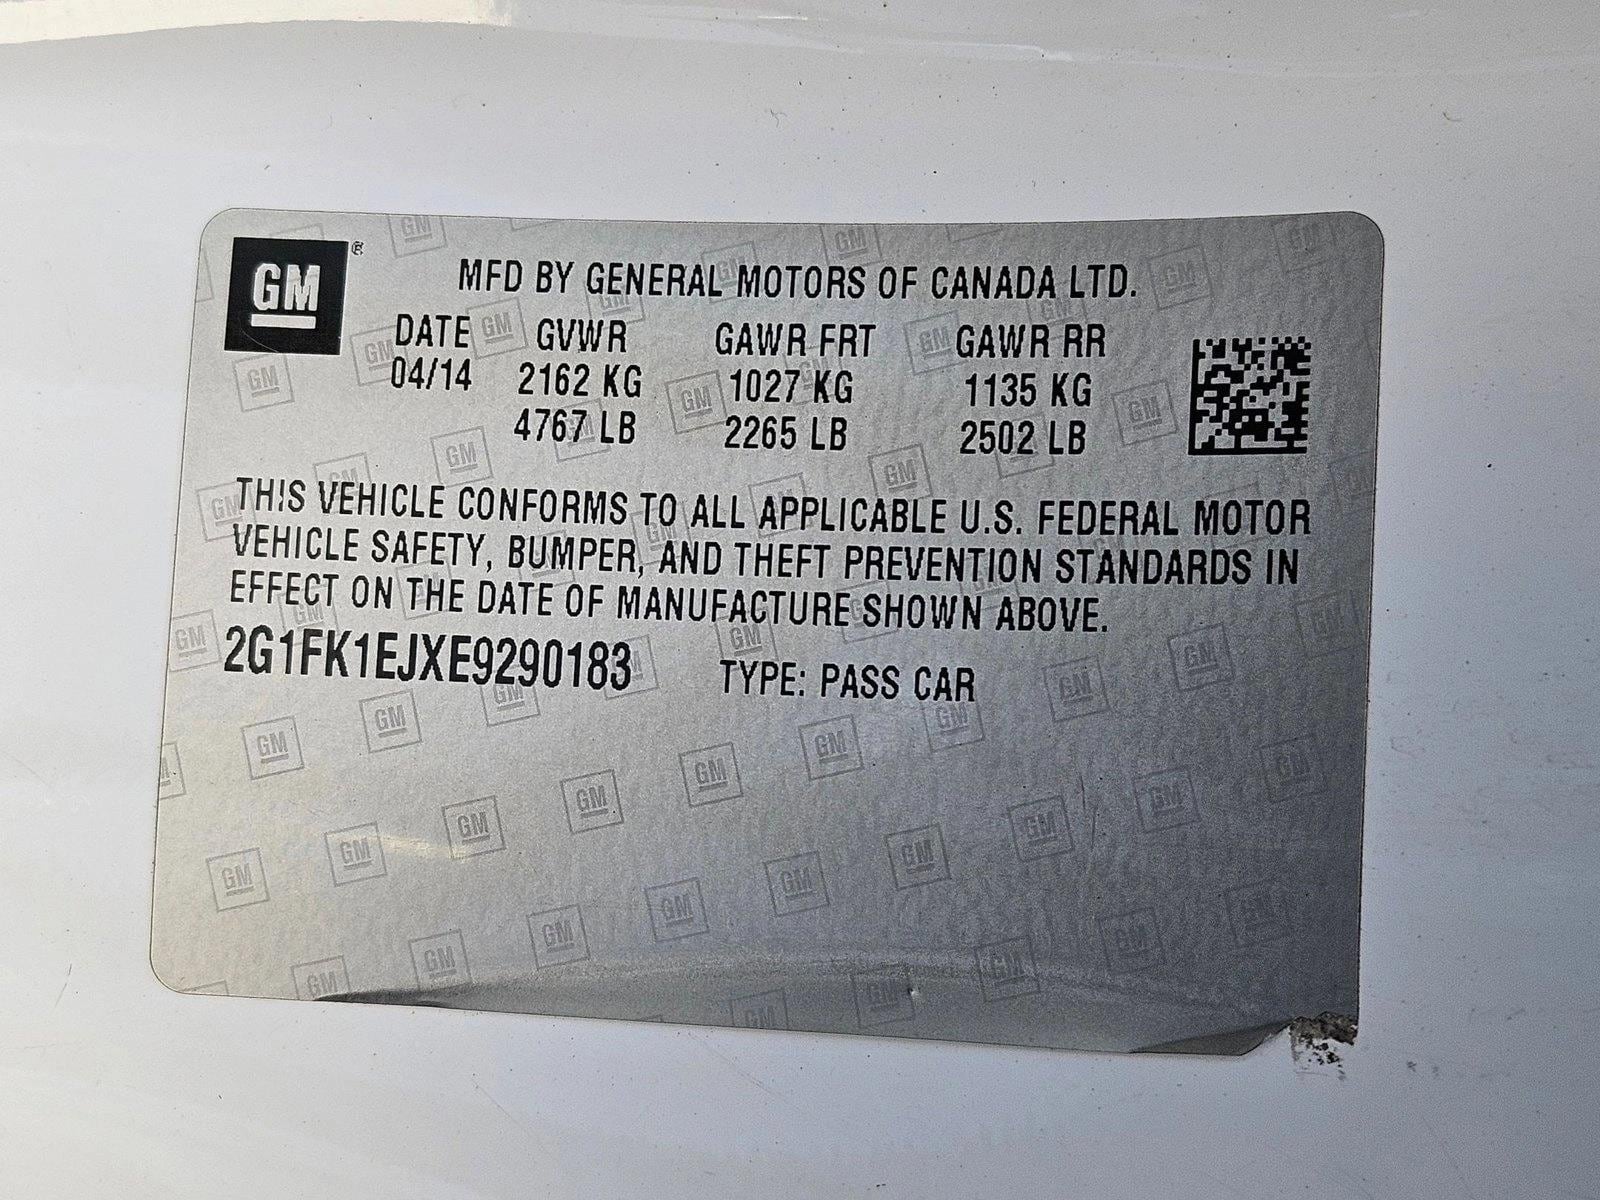 GM ®
MFD BY GENERAL MOTORS OF CANADA LTD.
DATE GVWR GAWR FRT GAWR RR
04/14 2162 KG 1027 KG 1135 KG
4767 LB 2265 LB 2502 LB
THIS VEHICLE CONFORMS TO ALL APPLICABLE U.S. FEDERAL MOTOR
VEHICLE SAFETY, BUMPER, AND THEFT PREVENTION STANDARDS IN
EFFECT ON THE DATE OF MANUFACTURE SHOWN ABOVE.
2G1FK1EJXE9290183 TYPE: PASS CAR